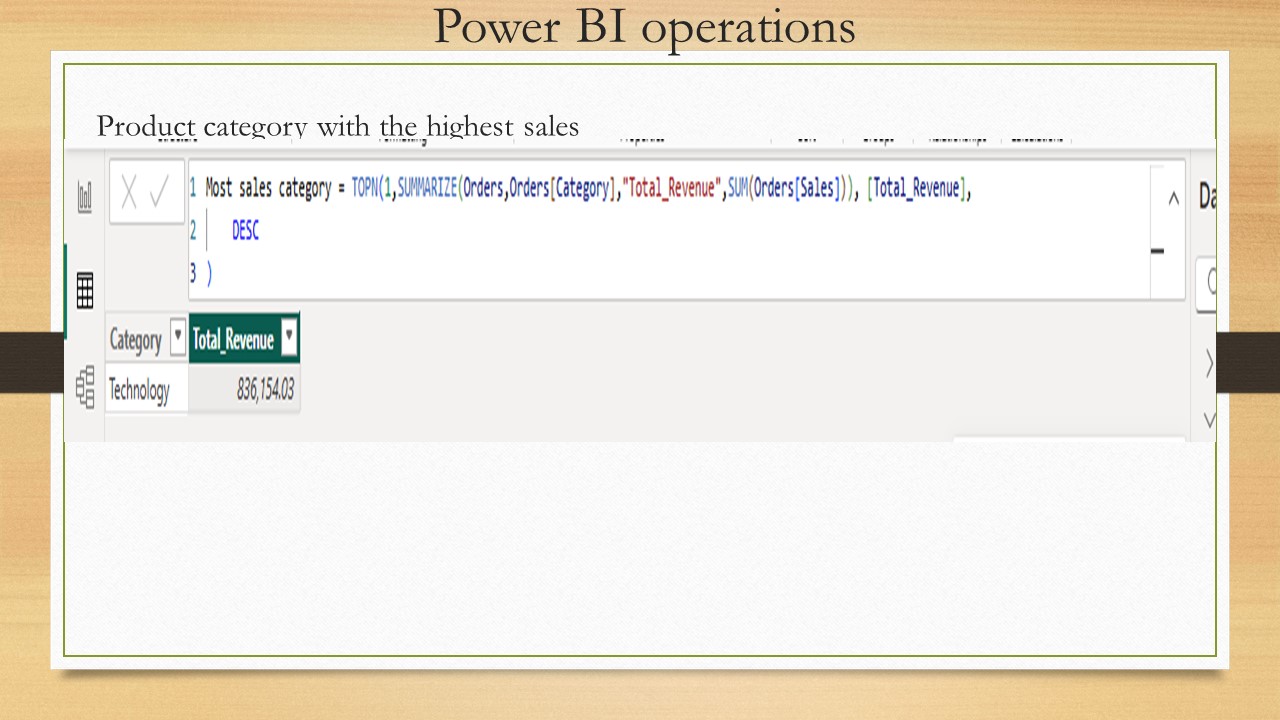 Power BI operations
Product category with the highest sales
1 Most sales category = TOPN(1,SUMMARIZE(Orders,Orders[Category],"Total_Revenue",SUM(Orders[Sales])), [Total_Revenue],
2 DESC
3 )
Category Total_Revenue
Technology 836,154.03